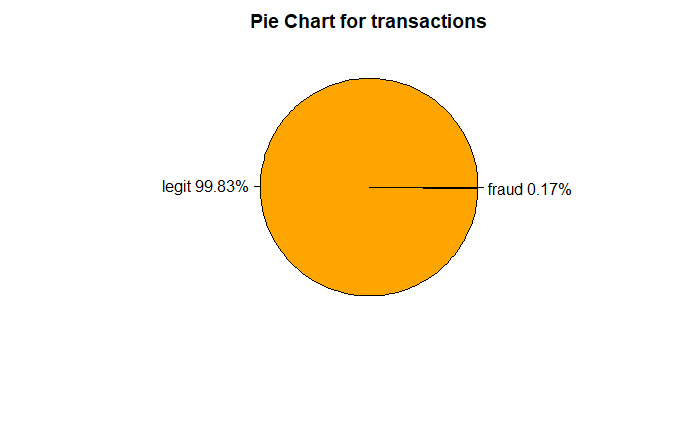 Pie Chart for transactions
legit 99.83%
fraud 0.17%